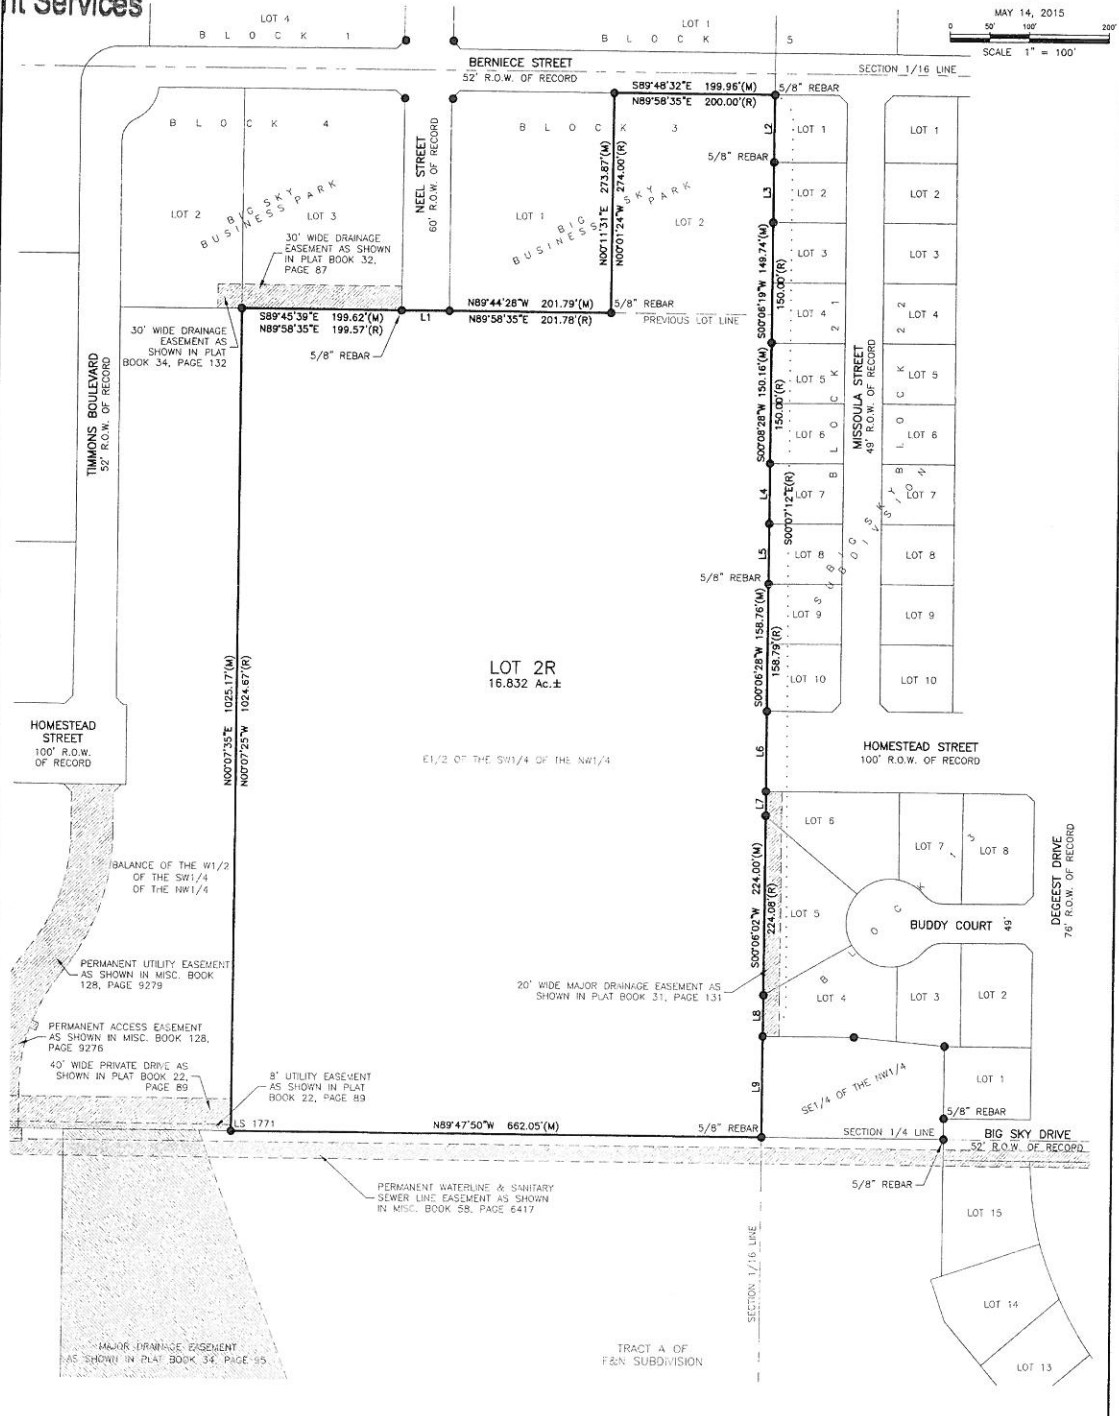 nt Services
MAY 14, 2015
0 50' 100' 200'
SCALE 1" = 100'
LOT 4
BLOCK 1
LOT 1
BLOCK 5
BERNIECE STREET
52' R.O.W. OF RECORD
SECTION 1/16 LINE
S89°48'32"E 199.96'(M)
N89°58'35"E 200.00'(R)
5/8" REBAR
BLOCK 4
NEEL STREET
60' R.O.W. OF RECORD
BLOCK 3
N00°11'31"E 273.87'(M)
N00°01'24"W 274.00'(R)
L2
5/8" REBAR
L3
LOT 1
LOT 2
LOT 3
LOT 4
LOT 5
LOT 6
LOT 7
LOT 8
LOT 9
LOT 10
BLOCK 21
LOT 1
LOT 2
LOT 3
LOT 4
LOT 5
LOT 6
LOT 7
LOT 8
LOT 9
LOT 10
BLOCK 22
MISSOULA STREET
49' R.O.W. OF RECORD
BIG SKY
SUBDIVISION
LOT 2
BIG SKY
BUSINESS PARK
LOT 3
LOT 1
BIG SKY
BUSINESS PARK
LOT 2
30' WIDE DRAINAGE
EASEMENT AS SHOWN
IN PLAT BOOK 32,
PAGE 87
S00°06'19"W 149.74'(M)
150.00'(R)
S89°45'39"E 199.62'(M)
N89°58'35"E 199.57'(R)
L1
N89°44'28"W 201.79'(M)
N89°58'35"E 201.78'(R)
5/8" REBAR
PREVIOUS LOT LINE
5/8" REBAR
30' WIDE DRAINAGE
EASEMENT AS
SHOWN IN PLAT
BOOK 34, PAGE 132
TIMMONS BOULEVARD
52' R.O.W. OF RECORD
S00°08'28"W 150.16'(M)
150.00'(R)
L4
S00°07'12"E(R)
L5
5/8" REBAR
S00°06'28"W 158.76'(M)
158.79'(R)
LOT 2R
16.832 Ac.±
N00°07'35"E 1025.17'(M)
N00°07'25"W 1024.67'(R)
HOMESTEAD
STREET
100' R.O.W.
OF RECORD
E1/2 OF THE SW1/4 OF THE NW1/4
L6
HOMESTEAD STREET
100' R.O.W. OF RECORD
L7
LOT 6
LOT 7
LOT 8
BLOCK 13
DEGEEST DRIVE
76' R.O.W. OF RECORD
BALANCE OF THE W1/2
OF THE SW1/4
OF THE NW1/4
S00°06'02"W 224.00'(M)
224.08'(R)
LOT 5
BUDDY COURT 49'
PERMANENT UTILITY EASEMENT
AS SHOWN IN MISC. BOOK
128, PAGE 9279
20' WIDE MAJOR DRAINAGE EASEMENT AS
SHOWN IN PLAT BOOK 31, PAGE 131
LOT 4
LOT 3
LOT 2
L8
PERMANENT ACCESS EASEMENT
AS SHOWN IN MISC. BOOK 128,
PAGE 9276
40' WIDE PRIVATE DRIVE AS
SHOWN IN PLAT BOOK 22,
PAGE 89
8' UTILITY EASEMENT
AS SHOWN IN PLAT
BOOK 22, PAGE 89
L9
SE1/4 OF THE NW1/4
LOT 1
5/8" REBAR
LS 1771
N89°47'50"W 662.05'(M)
5/8" REBAR
SECTION 1/4 LINE
BIG SKY DRIVE
52' R.O.W. OF RECORD
5/8" REBAR
PERMANENT WATERLINE & SANITARY
SEWER LINE EASEMENT AS SHOWN
IN MISC. BOOK 58, PAGE 6417
SECTION 1/16 LINE
LOT 15
LOT 14
LOT 13
MAJOR DRAINAGE EASEMENT
AS SHOWN IN PLAT BOOK 34, PAGE 95
TRACT A OF
F&N SUBDIVISION